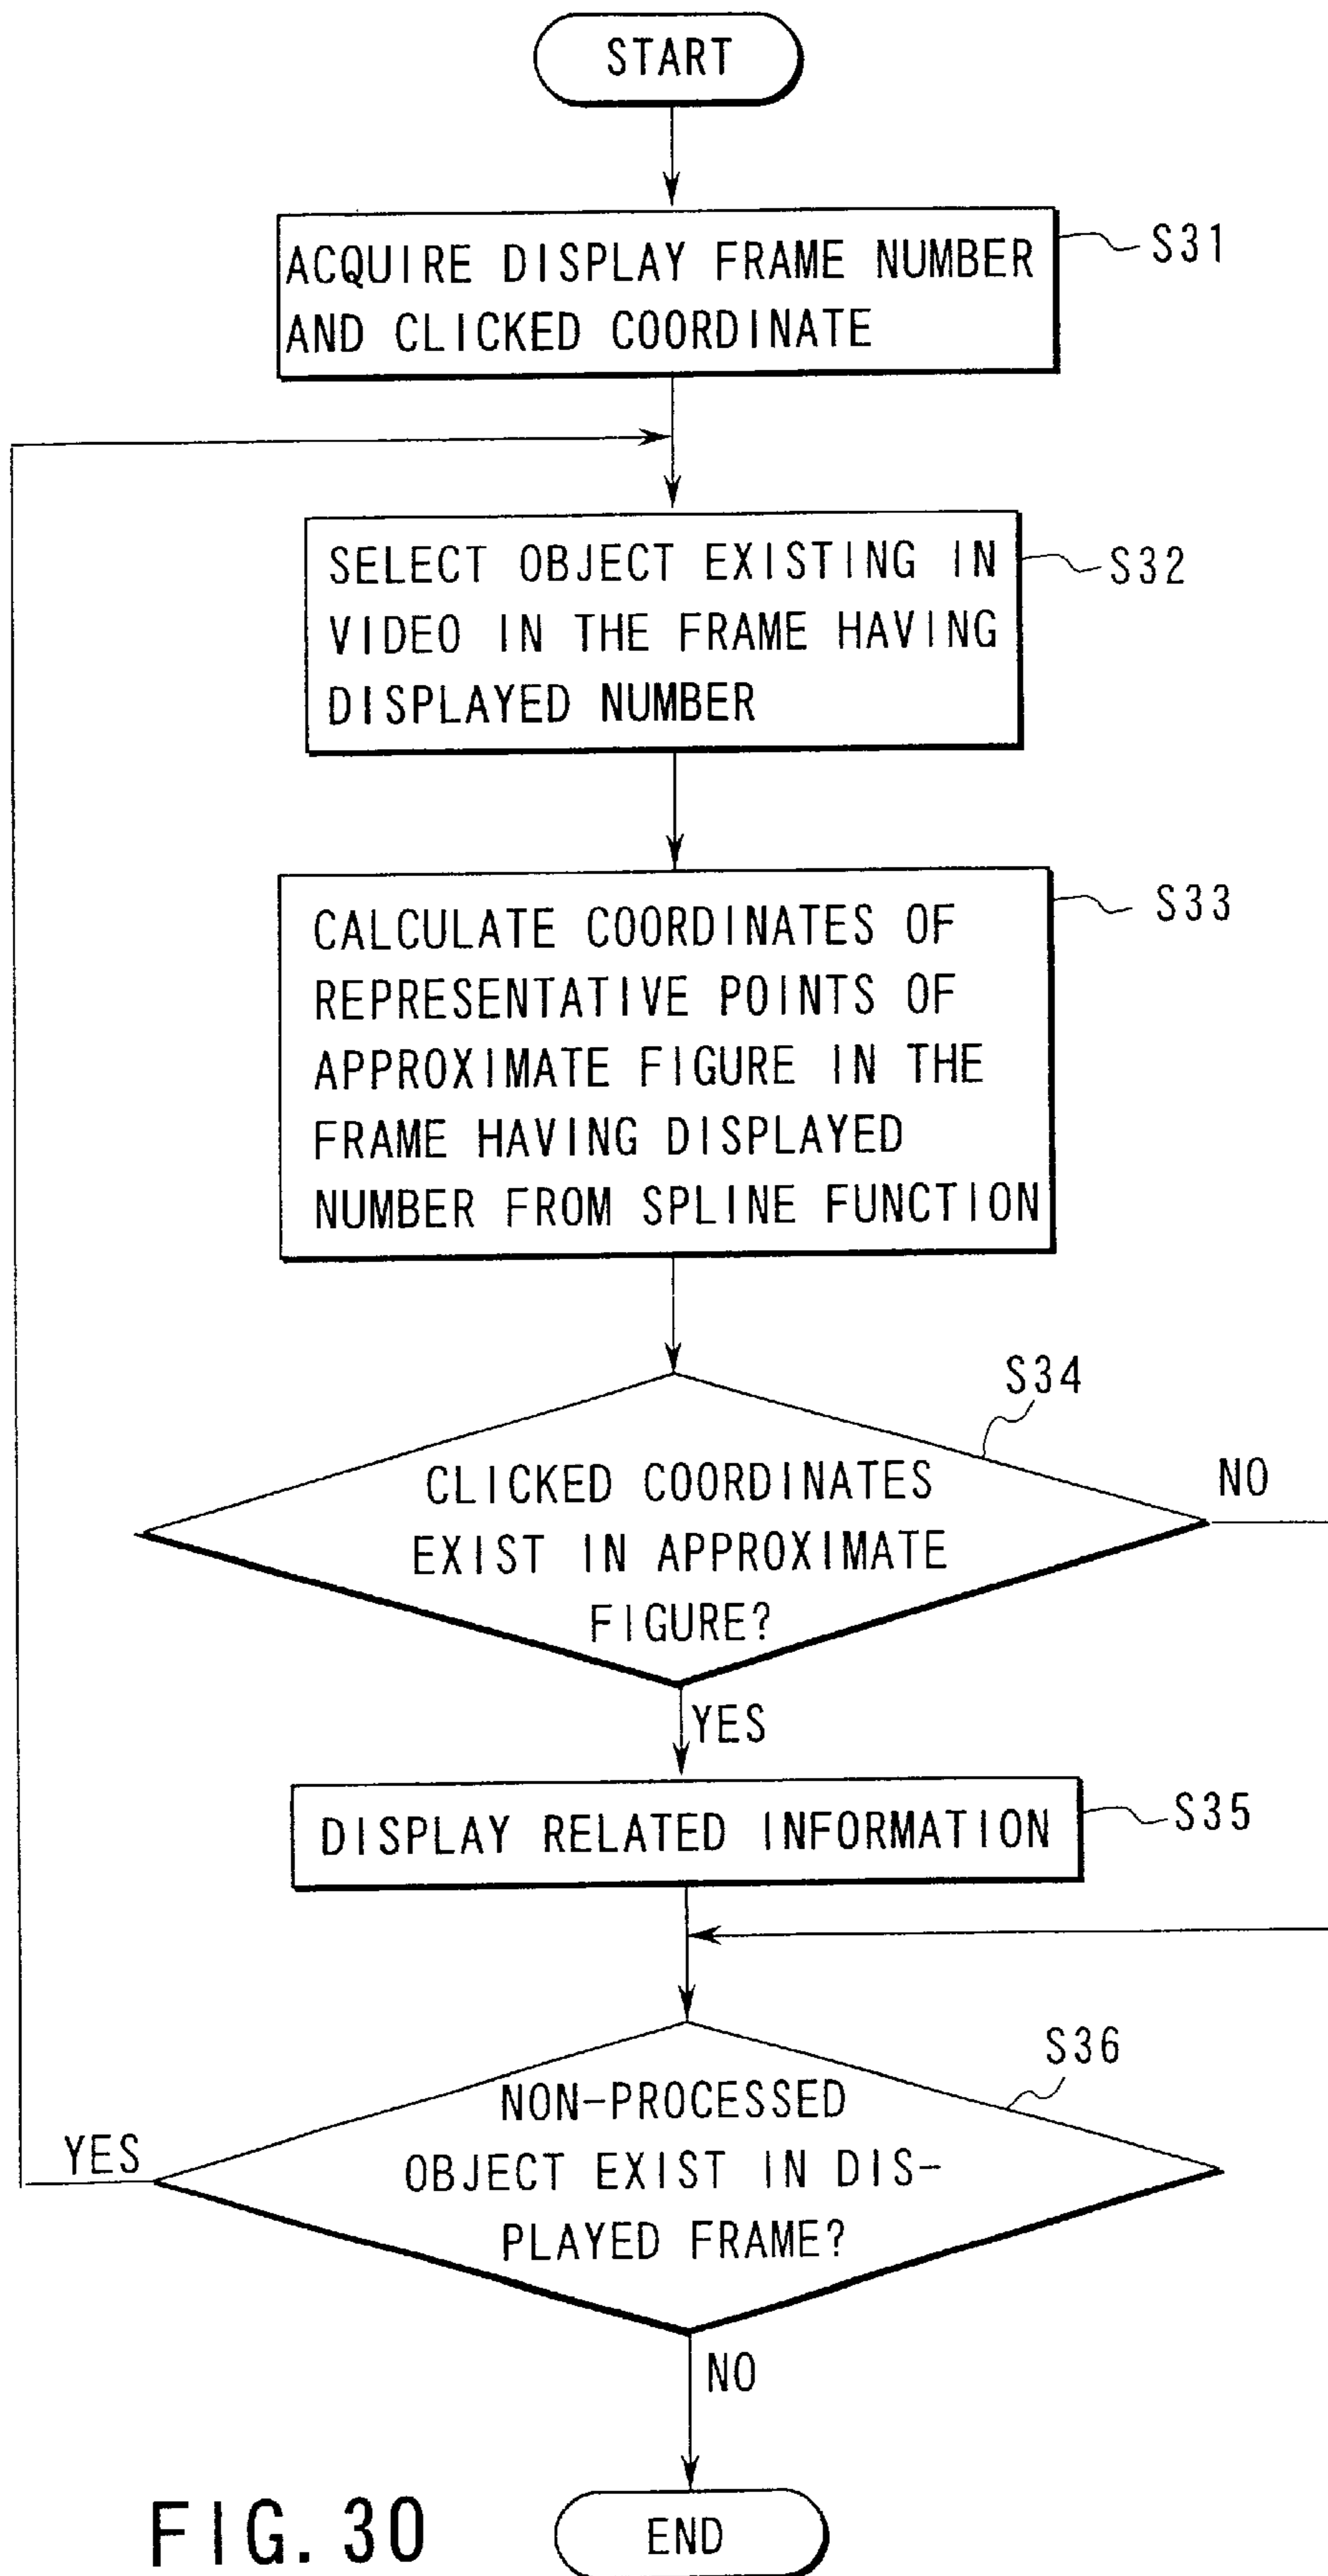 START
ACQUIRE DISPLAY FRAME NUMBER
AND CLICKED COORDINATE
S31
SELECT OBJECT EXISTING IN
VIDEO IN THE FRAME HAVING
DISPLAYED NUMBER
S32
CALCULATE COORDINATES OF
REPRESENTATIVE POINTS OF
APPROXIMATE FIGURE IN THE
FRAME HAVING DISPLAYED
NUMBER FROM SPLINE FUNCTION
S33
S34
CLICKED COORDINATES
EXIST IN APPROXIMATE
FIGURE?
NO
YES
DISPLAY RELATED INFORMATION
S35
S36
NON-PROCESSED
OBJECT EXIST IN DIS-
PLAYED FRAME?
YES
NO
END
FIG. 30